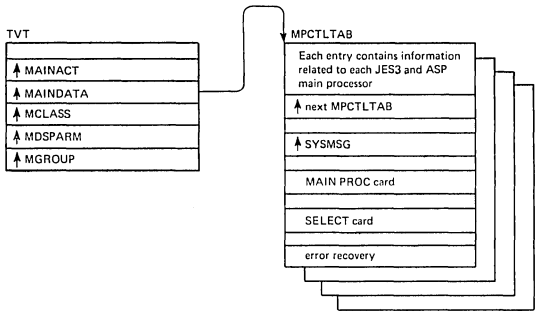 TVT
↑ MAINACT
↑ MAINDATA
↑ MCLASS
↑ MDSPARM
↑ MGROUP
MPCTLTAB
Each entry contains information
related to each JES3 and ASP
main processor
↑ next MPCTLTAB
↑ SYSMSG
MAIN PROC card
SELECT card
error recovery